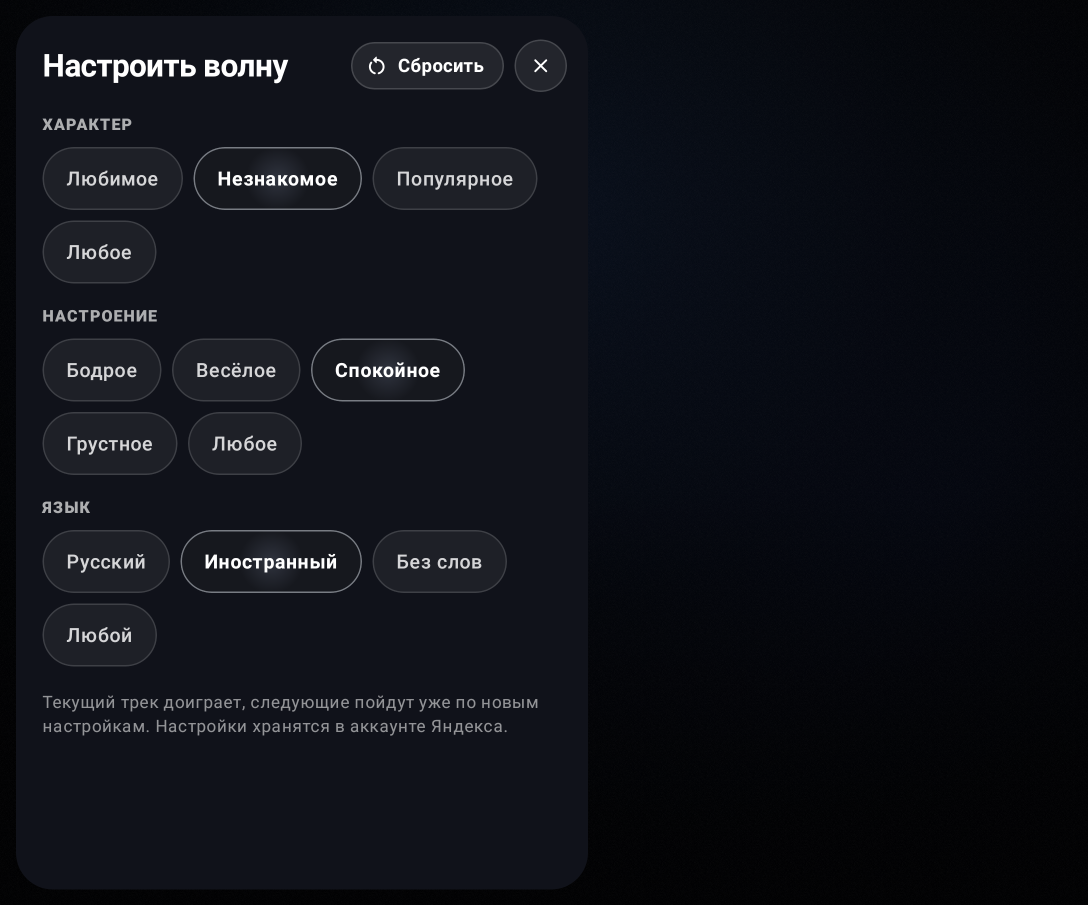 Настроить волну
Сбросить
ХАРАКТЕР
Любимое Незнакомое Популярное
Любое
НАСТРОЕНИЕ
Бодрое Весёлое Спокойное
Грустное Любое
ЯЗЫК
Русский Иностранный Без слов
Любой
Текущий трек доиграет, следующие пойдут уже по новым
настройкам. Настройки хранятся в аккаунте Яндекса.